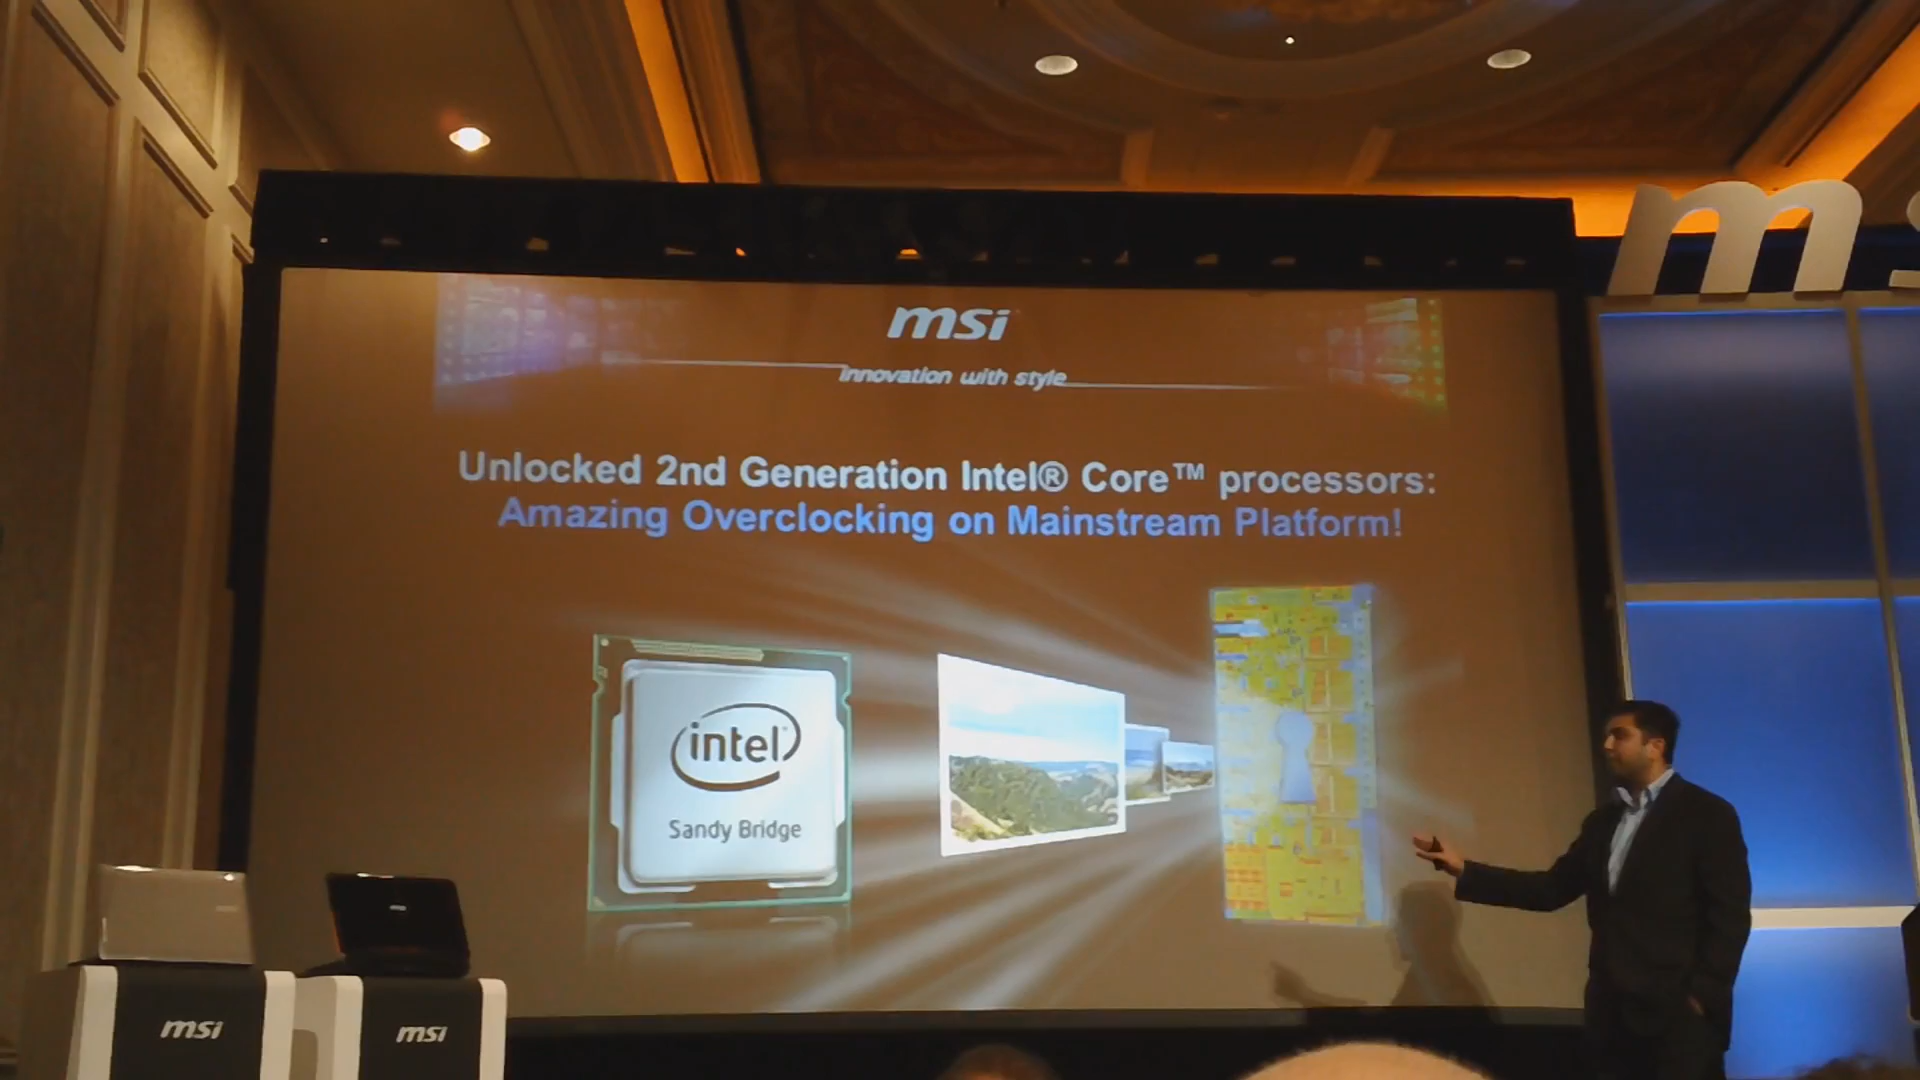 msi
innovation with style
Unlocked 2nd Generation Intel® Core™ processors:
Amazing Overclocking on Mainstream Platform!
intel
Sandy Bridge
msi
msi
ms